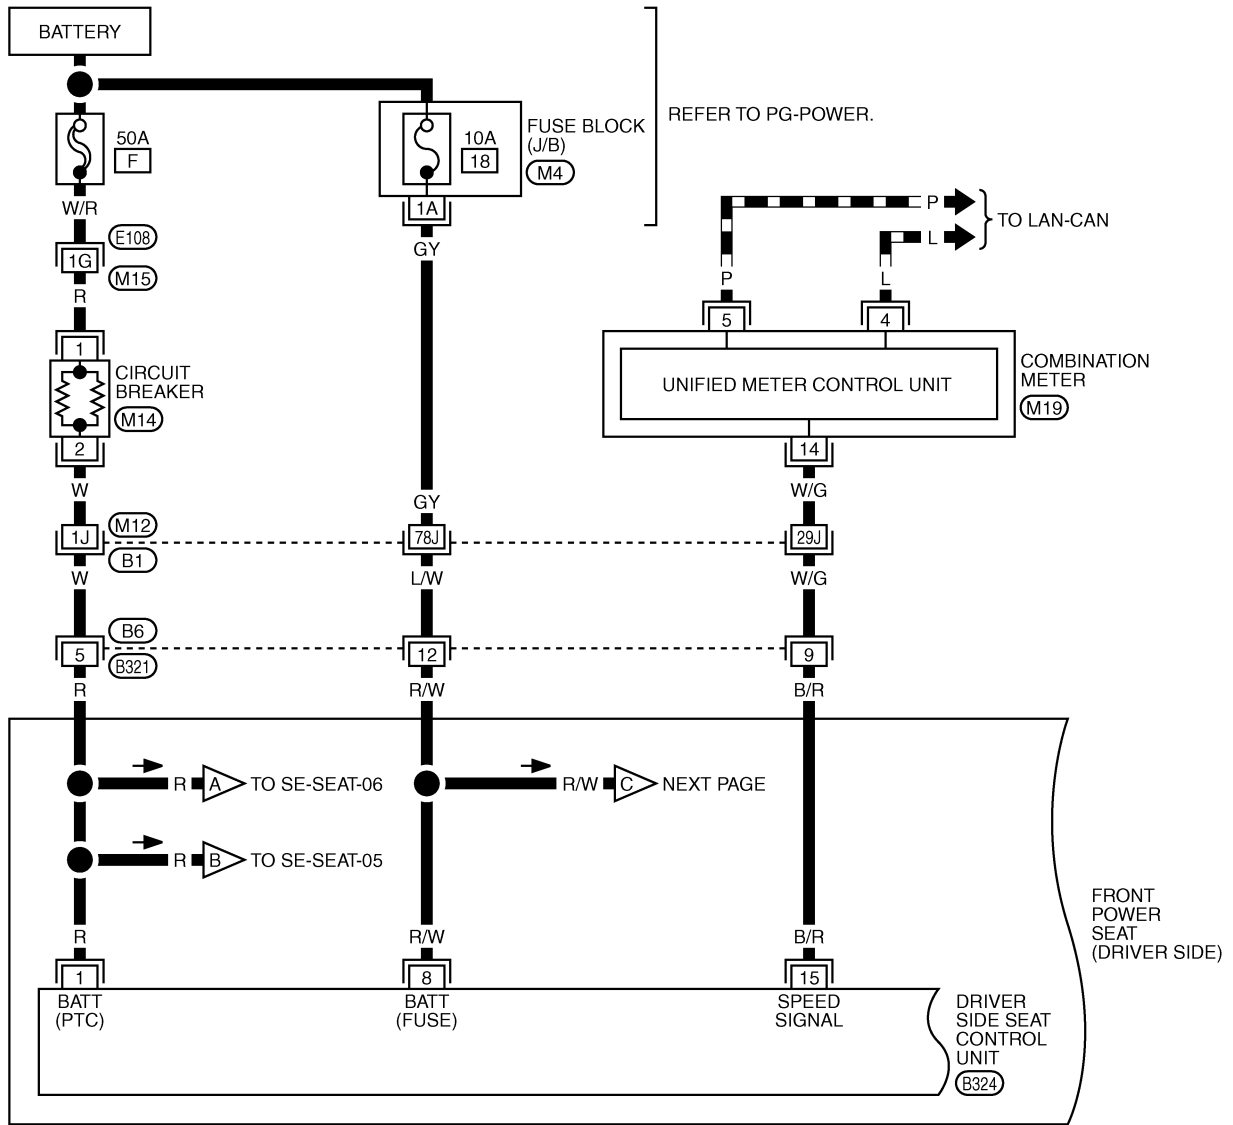 BATTERY
50A
F
10A
18
FUSE BLOCK
(J/B)
M4
REFER TO PG-POWER.
W/R
1A
E108
1G
M15
GY
R
P
L
TO LAN-CAN
P
L
1
5
4
CIRCUIT
BREAKER
M14
UNIFIED METER CONTROL UNIT
COMBINATION
METER
M19
2
14
W
GY
W/G
M12
1J
78J
29J
B1
W
L/W
W/G
B6
5
12
9
B321
R
R/W
B/R
R
A
TO SE-SEAT-06
R/W
C
NEXT PAGE
R
B
TO SE-SEAT-05
FRONT
POWER
SEAT
(DRIVER SIDE)
R
R/W
B/R
1
8
15
BATT
(PTC)
BATT
(FUSE)
SPEED
SIGNAL
DRIVER
SIDE SEAT
CONTROL
UNIT
B324